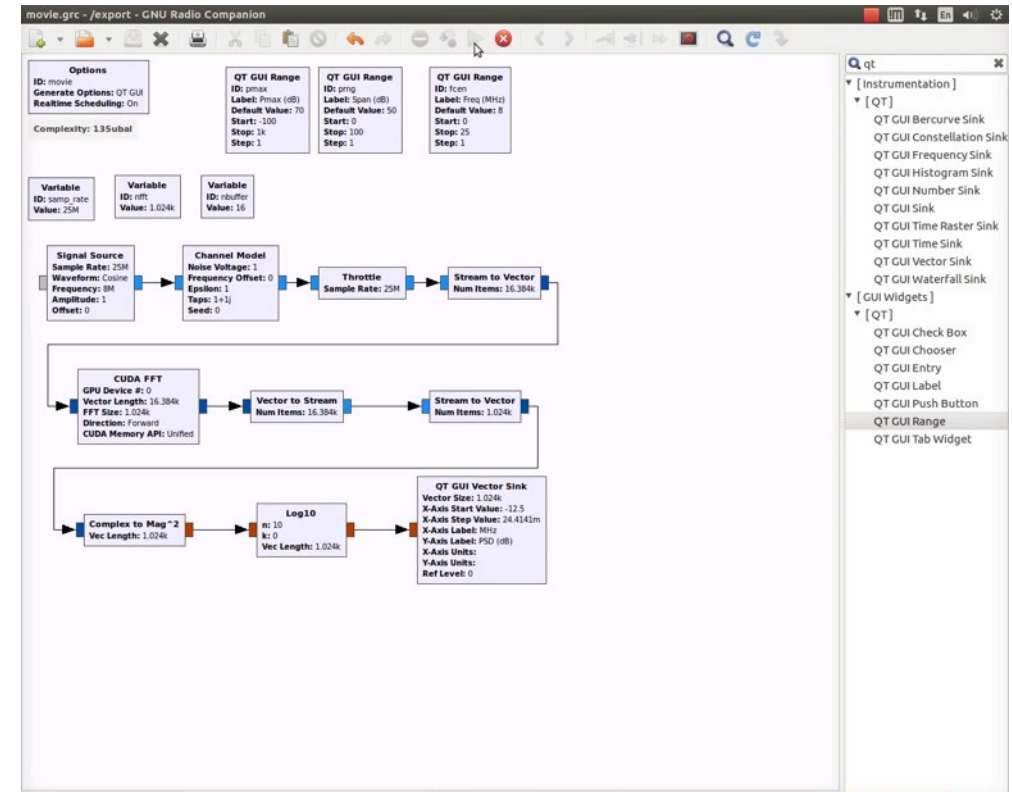 movie.grc - /export - GNU Radio Companion
En
Options
ID: movie
Generate Options: QT GUI
Realtime Scheduling: On
Complexity: 135ubal
QT GUI Range
ID: pmax
Label: Pmax (dB)
Default Value: 70
Start: -100
Stop: 1k
Step: 1
QT GUI Range
ID: prng
Label: Span (dB)
Default Value: 50
Start: 0
Stop: 100
Step: 1
QT GUI Range
ID: fcen
Label: Freq (MHz)
Default Value: 8
Start: 0
Stop: 25
Step: 1
Variable
ID: samp_rate
Value: 25M
Variable
ID: nfft
Value: 1.024k
Variable
ID: nbuffer
Value: 16
Signal Source
Sample Rate: 25M
Waveform: Cosine
Frequency: 8M
Amplitude: 1
Offset: 0
Channel Model
Noise Voltage: 1
Frequency Offset: 0
Epsilon: 1
Taps: 1+1j
Seed: 0
Throttle
Sample Rate: 25M
Stream to Vector
Num Items: 16.384k
CUDA FFT
GPU Device #: 0
Vector Length: 16.384k
FFT Size: 1.024k
Direction: Forward
CUDA Memory API: Unified
Vector to Stream
Num Items: 16.384k
Stream to Vector
Num Items: 1.024k
Complex to Mag^2
Vec Length: 1.024k
Log10
n: 10
k: 0
Vec Length: 1.024k
QT GUI Vector Sink
Vector Size: 1.024k
X-Axis Start Value: -12.5
X-Axis Step Value: 24.4141m
X-Axis Label: MHz
Y-Axis Label: PSD (dB)
X-Axis Units:
Y-Axis Units:
Ref Level: 0
qt
[Instrumentation]
[QT]
QT GUI Bercurve Sink
QT GUI Constellation Sink
QT GUI Frequency Sink
QT GUI Histogram Sink
QT GUI Number Sink
QT GUI Sink
QT GUI Time Raster Sink
QT GUI Time Sink
QT GUI Vector Sink
QT GUI Waterfall Sink
[GUI Widgets]
[QT]
QT GUI Check Box
QT GUI Chooser
QT GUI Entry
QT GUI Label
QT GUI Push Button
QT GUI Range
QT GUI Tab Widget